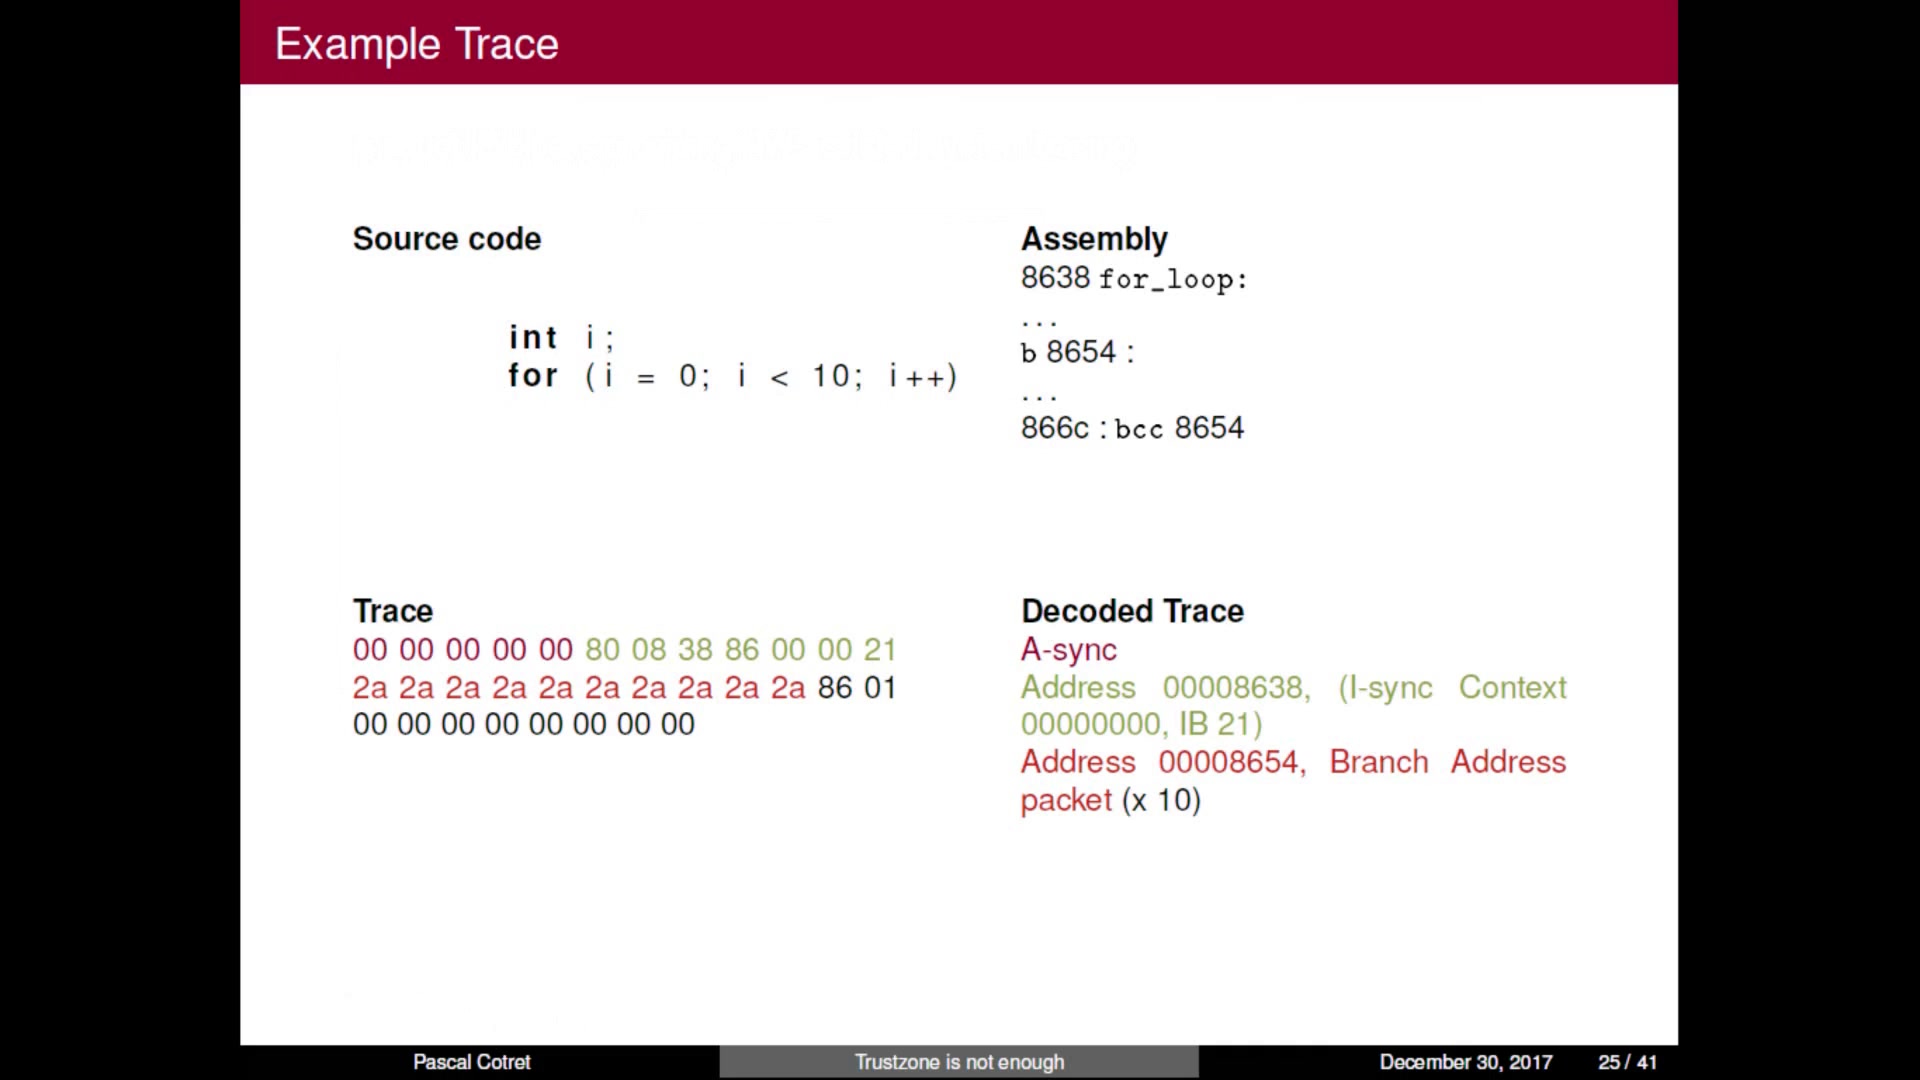 Example Trace
Source code
int i ;
for ( i = 0; i < 10; i ++)
Assembly
8638 for_loop:
...
b 8654 :
...
866c : bcc 8654
Trace
00 00 00 00 00 80 08 38 86 00 00 21
2a 2a 2a 2a 2a 2a 2a 2a 2a 2a 86 01
00 00 00 00 00 00 00 00
Decoded Trace
A-sync
Address 00008638, (I-sync Context
00000000, IB 21)
Address 00008654, Branch Address
packet (x 10)
Pascal Cotret
Trustzone is not enough
December 30, 2017 25 / 41